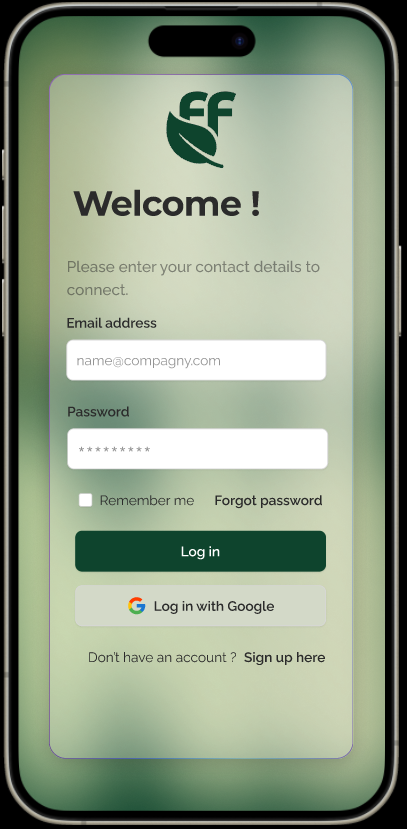 ff
Welcome !
Please enter your contact details to
connect.
Email address
name@compagny.com
Password
*********
Remember me Forgot password
Log in
Log in with Google
Don't have an account ? Sign up here